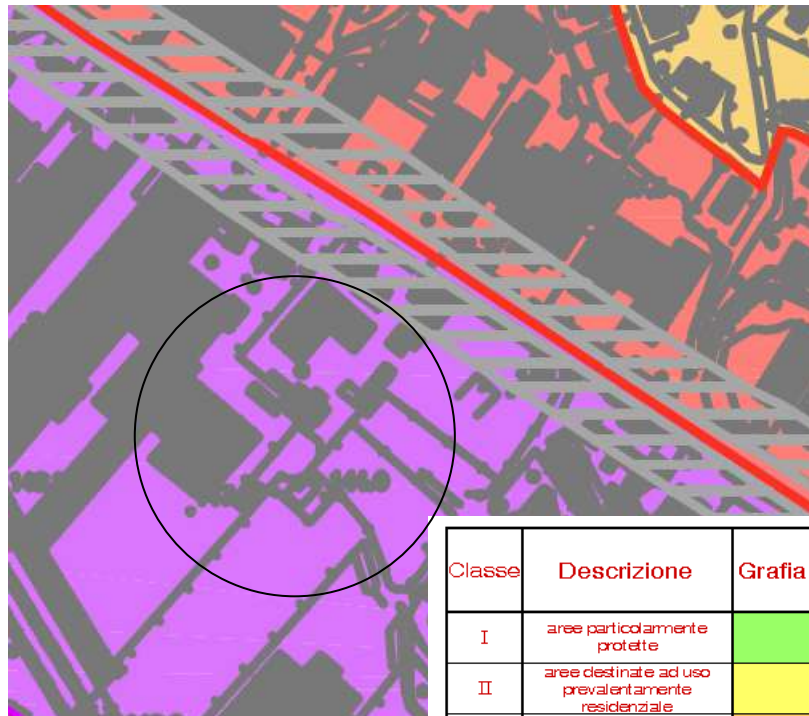 Classe Descrizione Grafia
I aree particolarmente
protette
II aree destinate ad uso
prevalentemente
residenziale